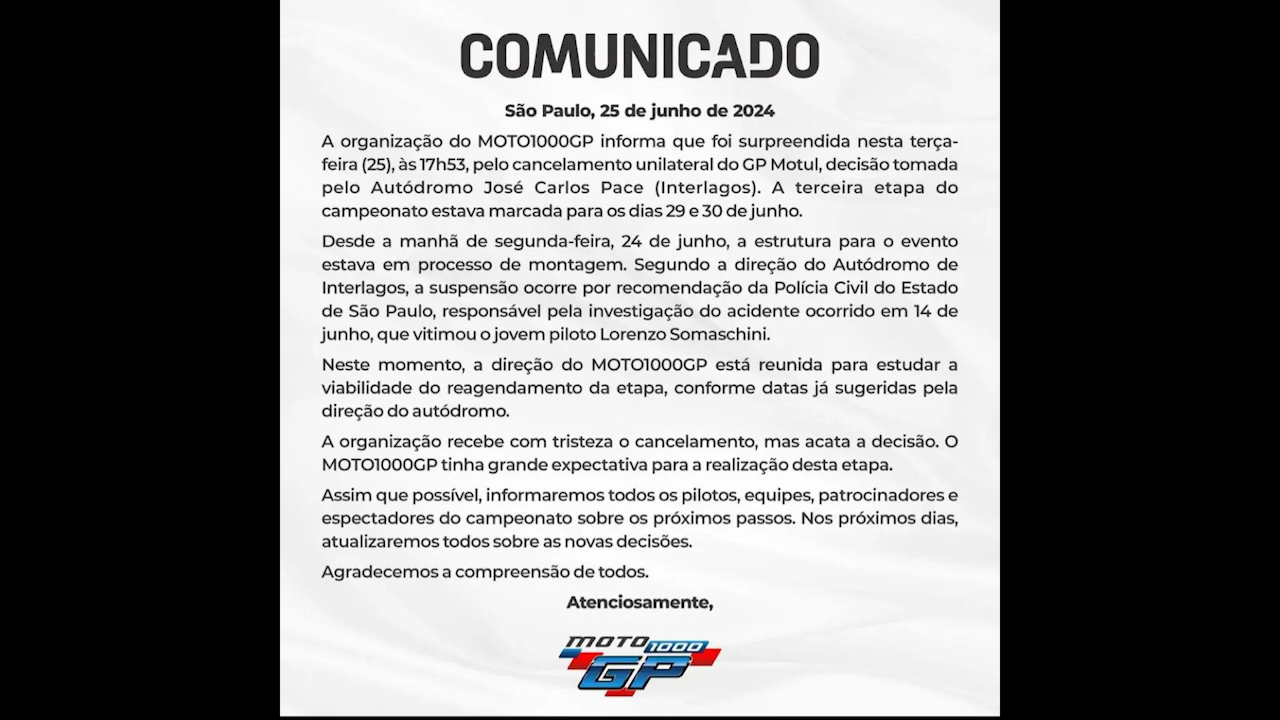 COMUNICADO
São Paulo, 25 de junho de 2024
A organização do MOTO1000GP informa que foi surpreendida nesta terça-
feira (25), às 17h53, pelo cancelamento unilateral do GP Motul, decisão tomada
pelo Autódromo José Carlos Pace (Interlagos). A terceira etapa do
campeonato estava marcada para os dias 29 e 30 de junho.
Desde a manhã de segunda-feira, 24 de junho, a estrutura para o evento
estava em processo de montagem. Segundo a direção do Autódromo de
Interlagos, a suspensão ocorre por recomendação da Polícia Civil do Estado
de São Paulo, responsável pela investigação do acidente ocorrido em 14 de
junho, que vitimou o jovem piloto Lorenzo Somaschini.
Neste momento, a direção do MOTO1000GP está reunida para estudar a
viabilidade do reagendamento da etapa, conforme datas já sugeridas pela
direção do autódromo.
A organização recebe com tristeza o cancelamento, mas acata a decisão. O
MOTO1000GP tinha grande expectativa para a realização desta etapa.
Assim que possível, informaremos todos os pilotos, equipes, patrocinadores e
espectadores do campeonato sobre os próximos passos. Nos próximos dias,
atualizaremos todos sobre as novas decisões.
Agradecemos a compreensão de todos.
Atenciosamente,
MOTO 1000
GP